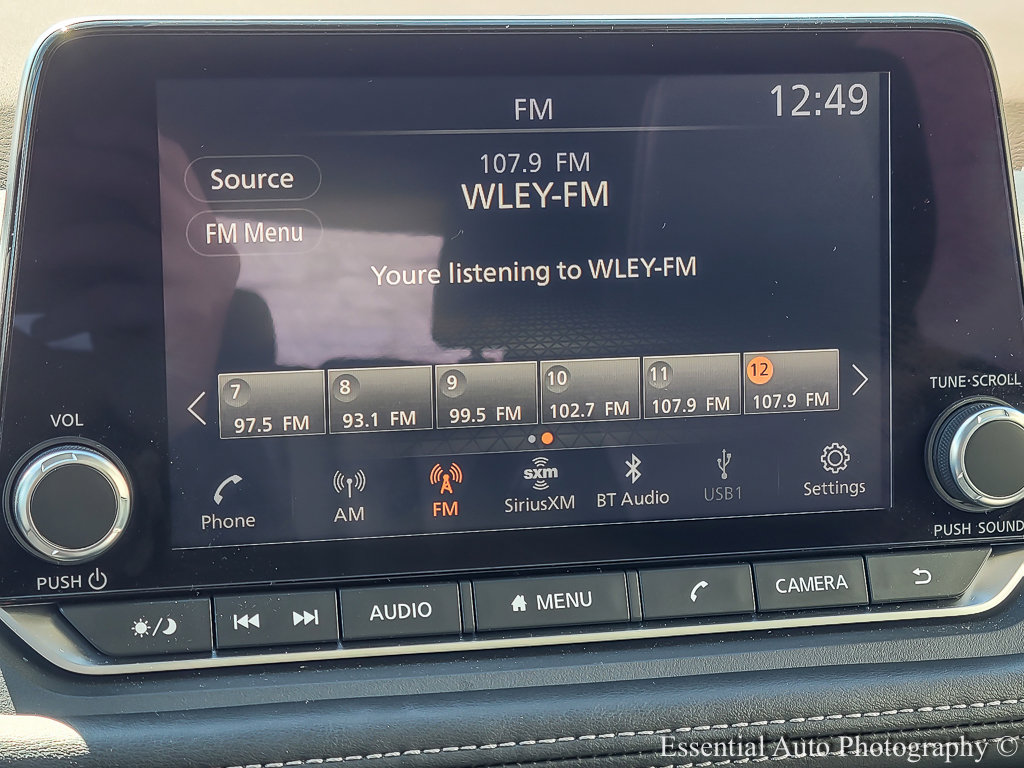 FM
12:49
107.9 FM
WLEY-FM
Source
FM Menu
Youre listening to WLEY-FM
7 8 9 10 11 12
97.5 FM 93.1 FM 99.5 FM 102.7 FM 107.9 FM 107.9 FM
Phone AM FM sxm SiriusXM BT Audio USB1 Settings
VOL
PUSH
TUNE·SCROLL
PUSH SOUND
AUDIO MENU CAMERA
Essential Auto Photography ©